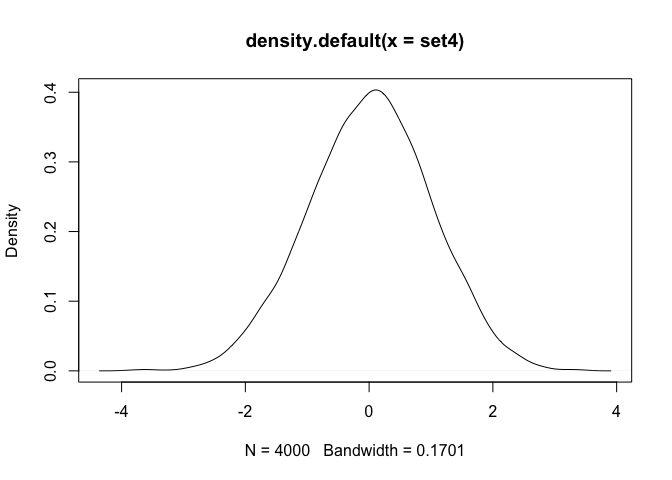 density.default(x = set4)
Density
0.0
0.1
0.2
0.3
0.4
-4 -2 0 2 4
N = 4000 Bandwidth = 0.1701